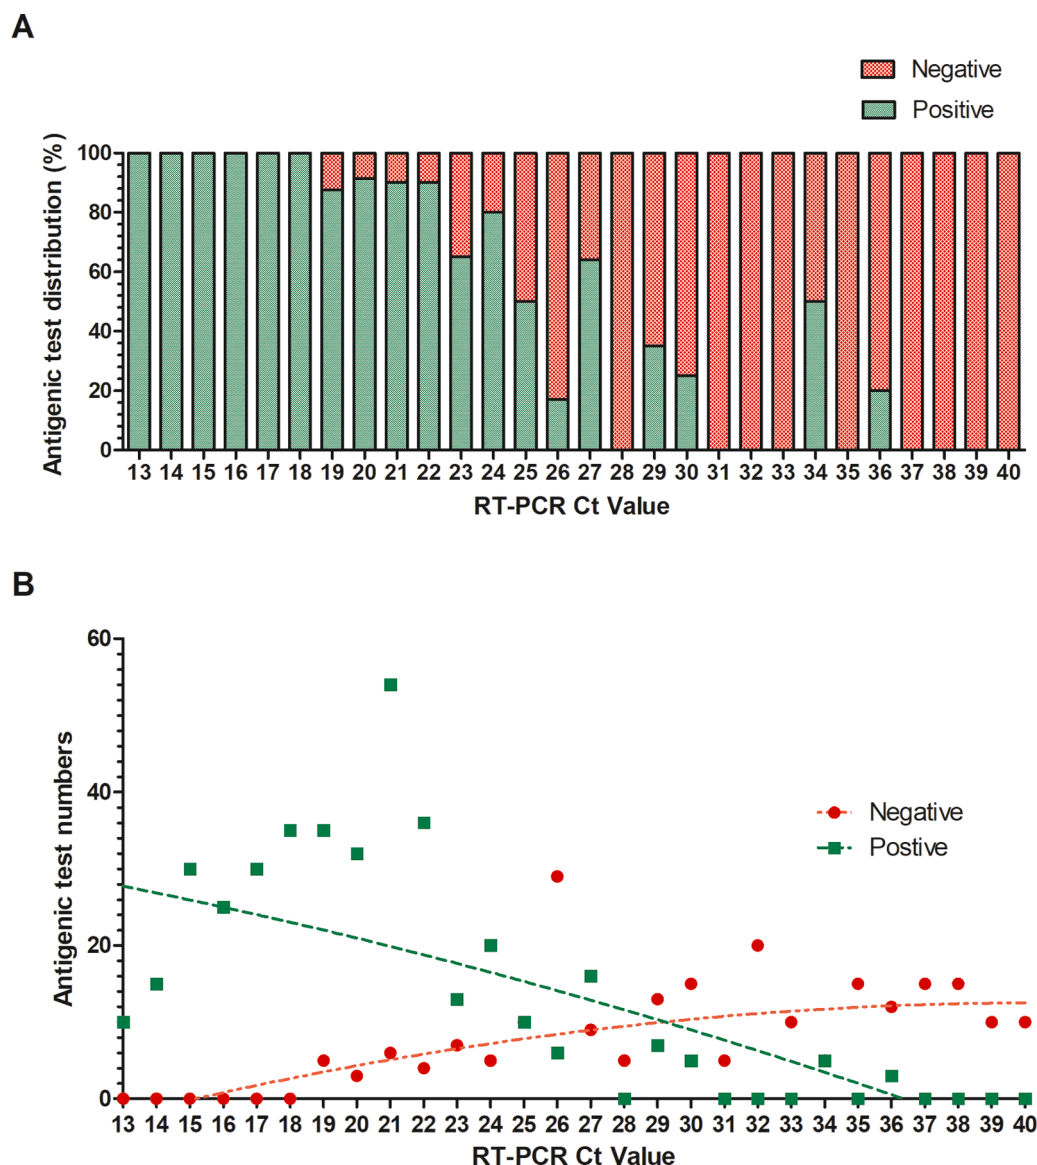 A
Negative
Positive
Antigenic test distribution (%)
100
80
60
40
20
0
13 14 15 16 17 18 19 20 21 22 23 24 25 26 27 28 29 30 31 32 33 34 35 36 37 38 39 40
RT-PCR Ct Value
B
Antigenic test numbers
60
40
20
0
Negative
Postive
13 14 15 16 17 18 19 20 21 22 23 24 25 26 27 28 29 30 31 32 33 34 35 36 37 38 39 40
RT-PCR Ct Value